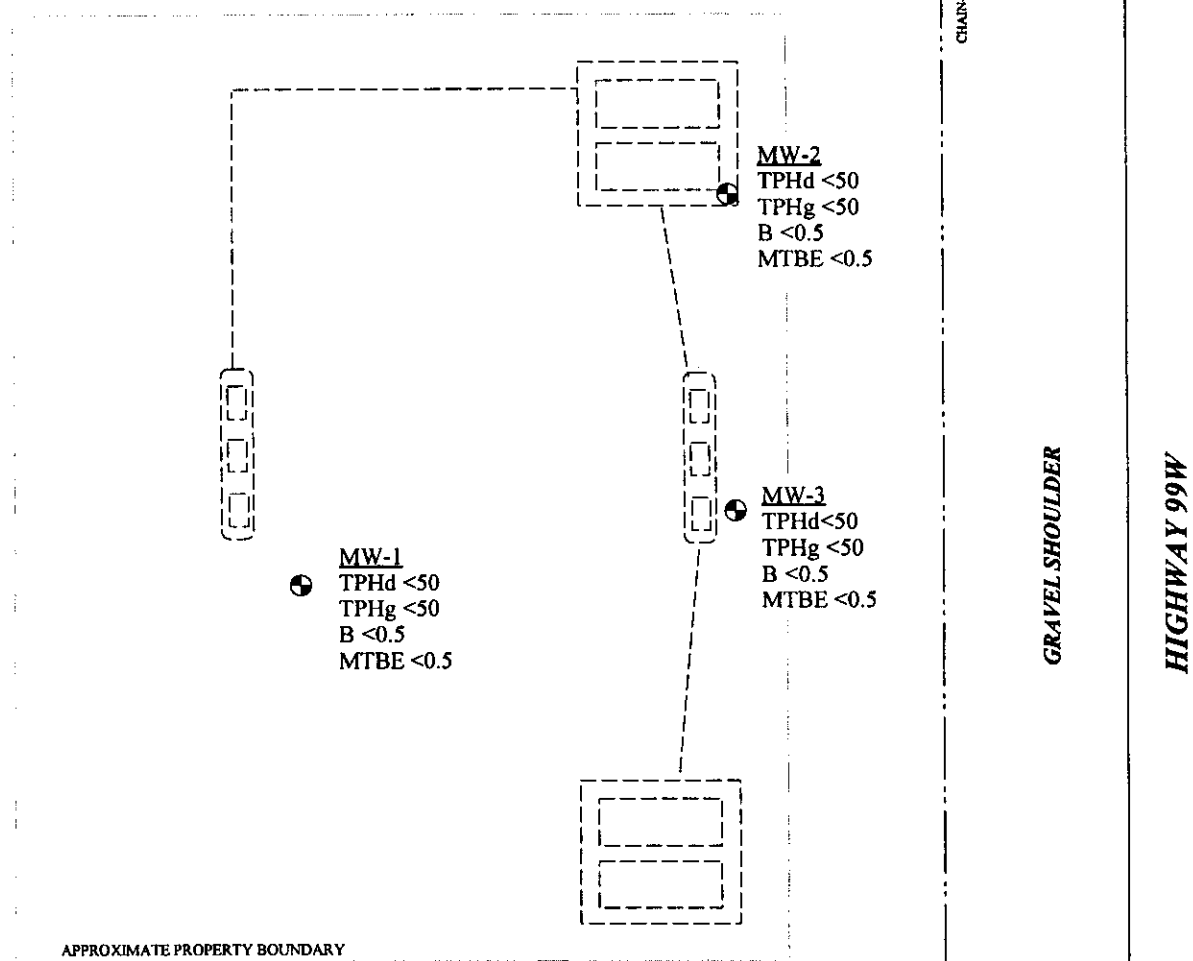 CHAIN-
MW-2
TPHd <50
TPHg <50
B <0.5
MTBE <0.5
MW-3
TPHd<50
TPHg <50
B <0.5
MTBE <0.5
MW-1
TPHd <50
TPHg <50
B <0.5
MTBE <0.5
GRAVEL SHOULDER
HIGHWAY 99W
APPROXIMATE PROPERTY BOUNDARY